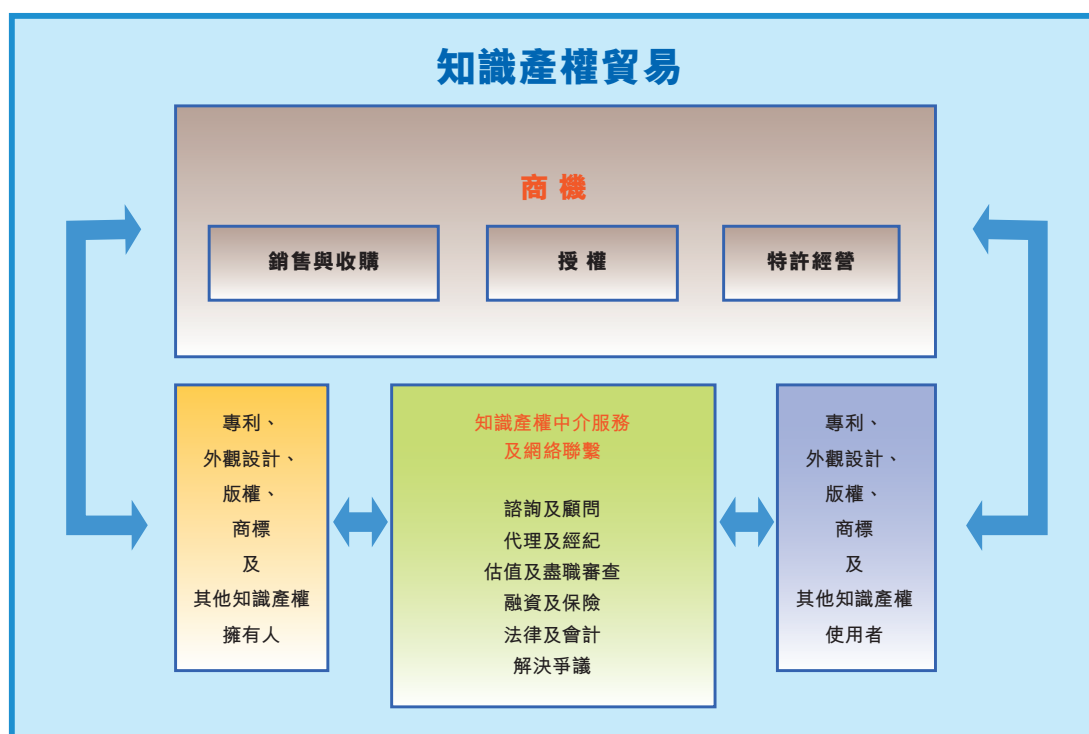 知識產權貿易
商機
銷售與收購
授權
特許經營
專利、
外觀設計、
版權、
商標
及
其他知識產權
擁有人
知識產權中介服務
及網絡聯繫
諮詢及顧問
代理及經紀
估值及盡職審查
融資及保險
法律及會計
解決爭議
專利、
外觀設計、
版權、
商標
及
其他知識產權
使用者